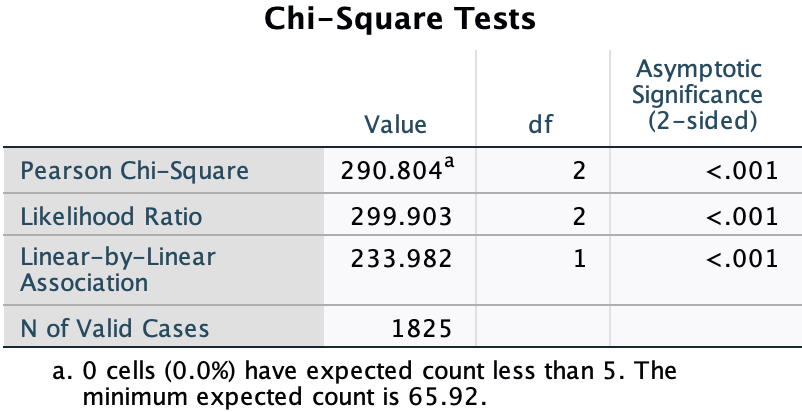 Chi-Square Tests
Value df Asymptotic Significance (2-sided)
Pearson Chi-Square 290.804a 2 <.001
Likelihood Ratio 299.903 2 <.001
Linear-by-Linear Association 233.982 1 <.001
N of Valid Cases 1825
a. 0 cells (0.0%) have expected count less than 5. The
minimum expected count is 65.92.